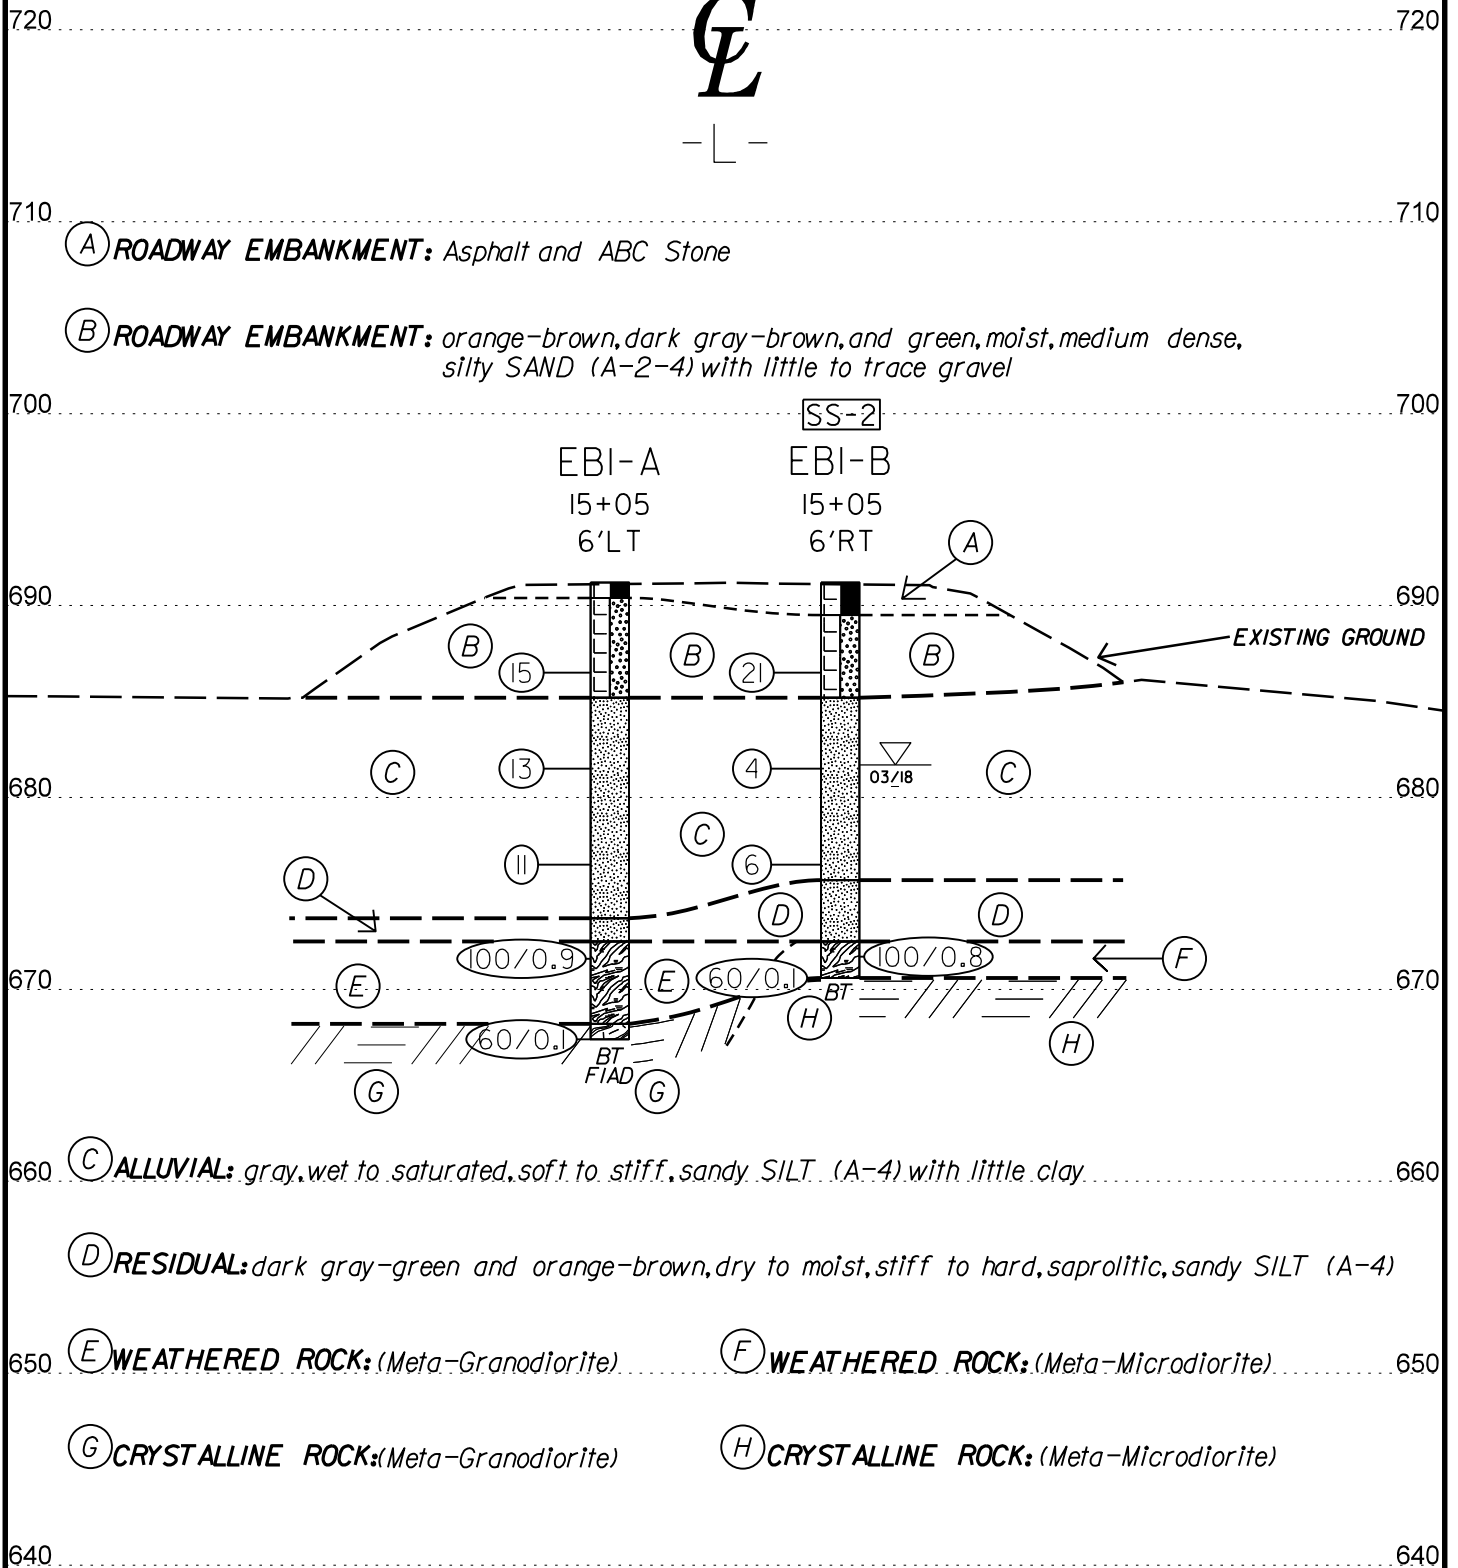 720 720
℄
-L-
710 710
A ROADWAY EMBANKMENT: Asphalt and ABC Stone
B ROADWAY EMBANKMENT: orange-brown, dark gray-brown, and green, moist, medium dense,
silty SAND (A-2-4) with little to trace gravel
700 700
SS-2
EB1-A EB1-B
15+05 15+05
6'LT 6'RT
A
690 690
B B B EXISTING GROUND
15 21
C 13 4 C
03/18
680 680
C
11 6
D
D D
100/0.9 100/0.8 F
E E 60/0.1
670 670
BT
H
60/0.1 H
BT
FIAD
G G
C ALLUVIAL: gray, wet to saturated, soft to stiff, sandy SILT (A-4) with little clay
660 660
D RESIDUAL: dark gray-green and orange-brown, dry to moist, stiff to hard, saprolitic, sandy SILT (A-4)
E WEATHERED ROCK: (Meta-Granodiorite) F WEATHERED ROCK: (Meta-Microdiorite)
650 650
G CRYSTALLINE ROCK: (Meta-Granodiorite) H CRYSTALLINE ROCK: (Meta-Microdiorite)
640 640